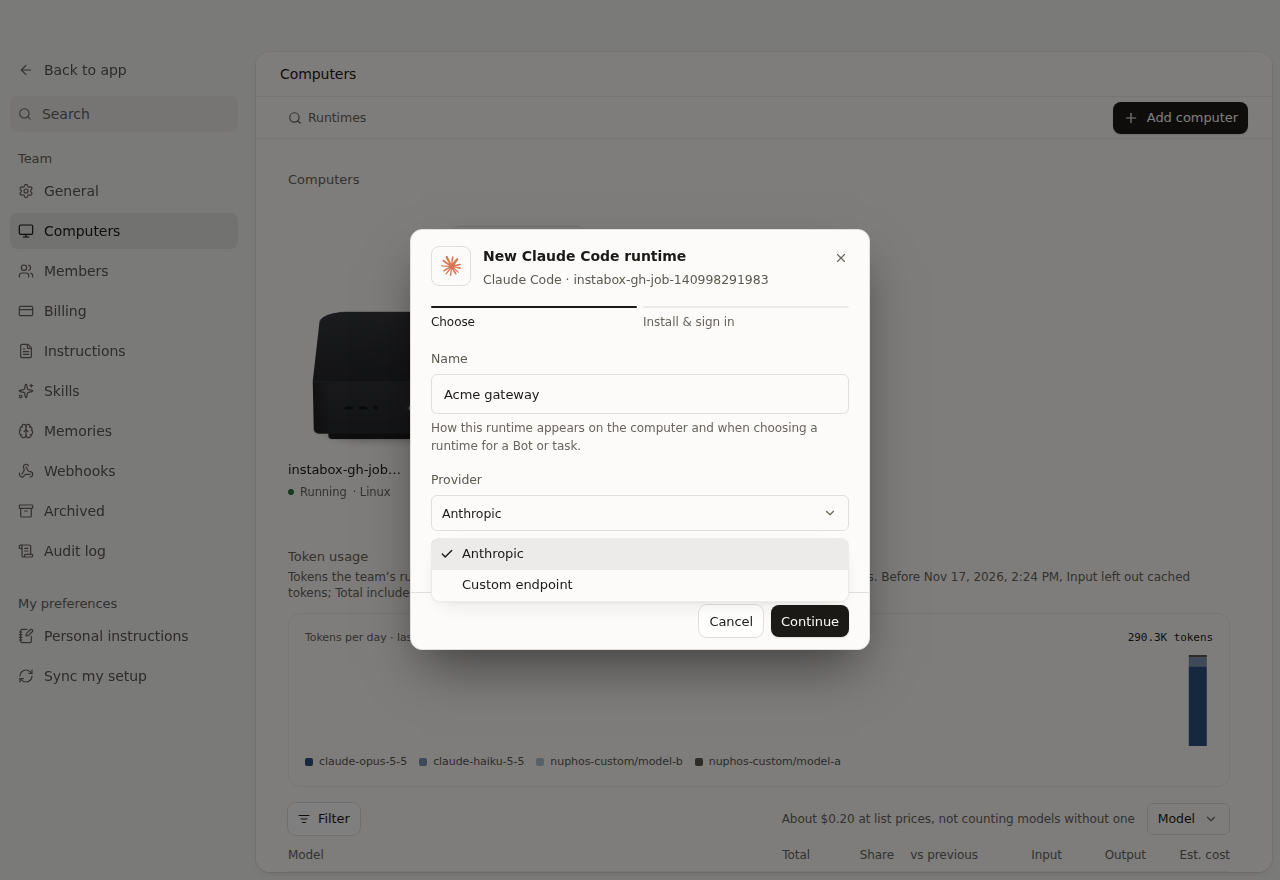 Back to app
Search
Team
General
Computers
Members
Billing
Instructions
Skills
Memories
Webhooks
Archived
Audit log
My preferences
Personal instructions
Sync my setup
Computers
Runtimes
Add computer
Computers
instabox-gh-job…
Running · Linux
New Claude Code runtime
Claude Code · instabox-gh-job-140998291983
Choose
Install & sign in
Name
Acme gateway
How this runtime appears on the computer and when choosing a
runtime for a Bot or task.
Provider
Anthropic
Anthropic
Custom endpoint
Cancel
Continue
Token usage
Tokens the team’s ru
s. Before Nov 17, 2026, 2:24 PM, Input left out cached
tokens; Total include
Tokens per day · las
290.3K tokens
claude-opus-5-5
claude-haiku-5-5
nuphos-custom/model-b
nuphos-custom/model-a
Filter
About $0.20 at list prices, not counting models without one
Model
Model Total Share vs previous Input Output Est. cost